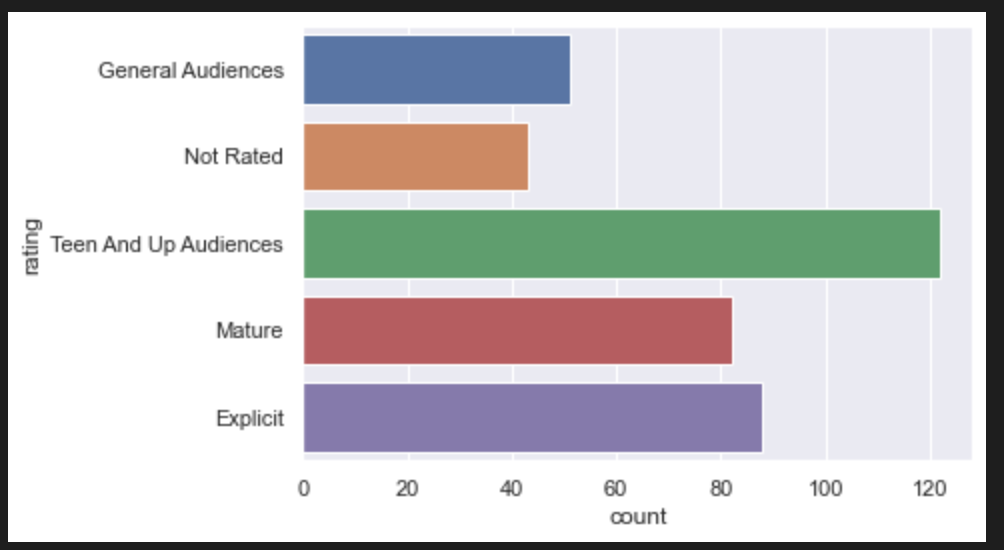 General Audiences
Not Rated
rating
Teen And Up Audiences
Mature
Explicit
0 20 40 60 80 100 120
count